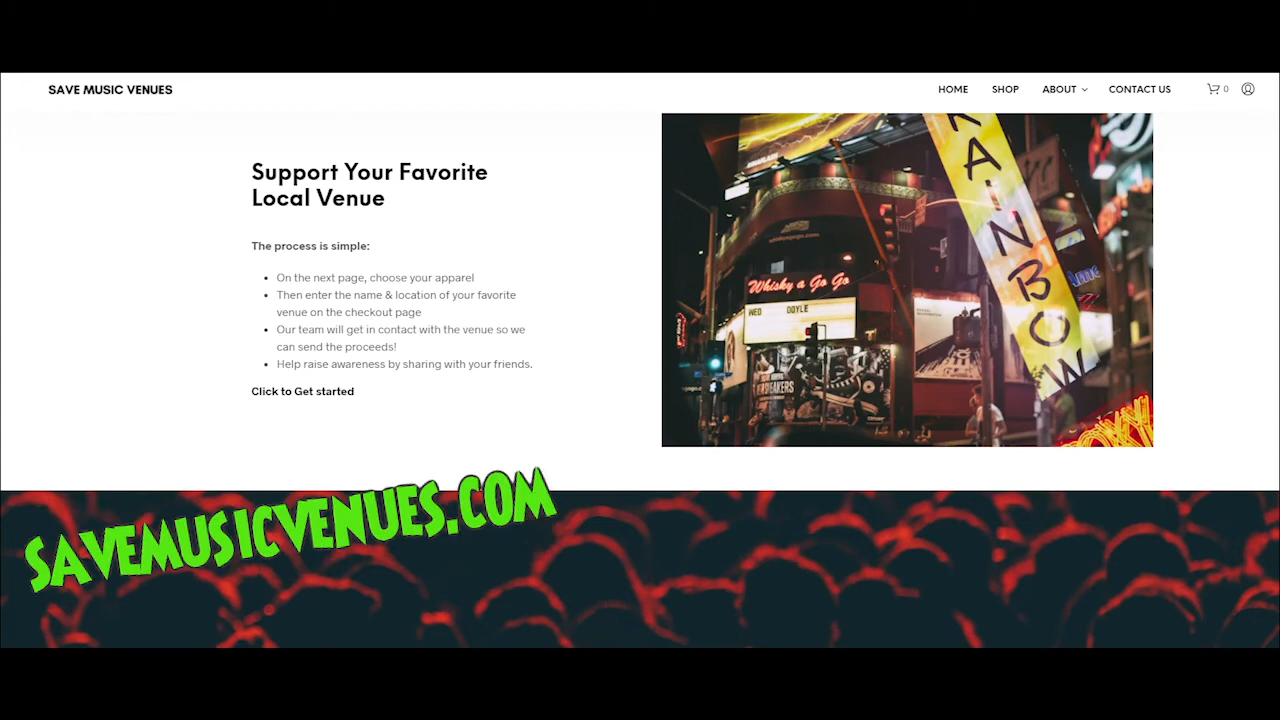 SAVE MUSIC VENUES
HOME SHOP ABOUT CONTACT US 0
Support Your Favorite
Local Venue
The process is simple:
On the next page, choose your apparel
Then enter the name & location of your favorite
venue on the checkout page
Our team will get in contact with the venue so we
can send the proceeds!
Help raise awareness by sharing with your friends.
Click to Get started
RAINBOW
Whisky a Go Go
WED DOYLE
SAVEMUSICVENUES.COM